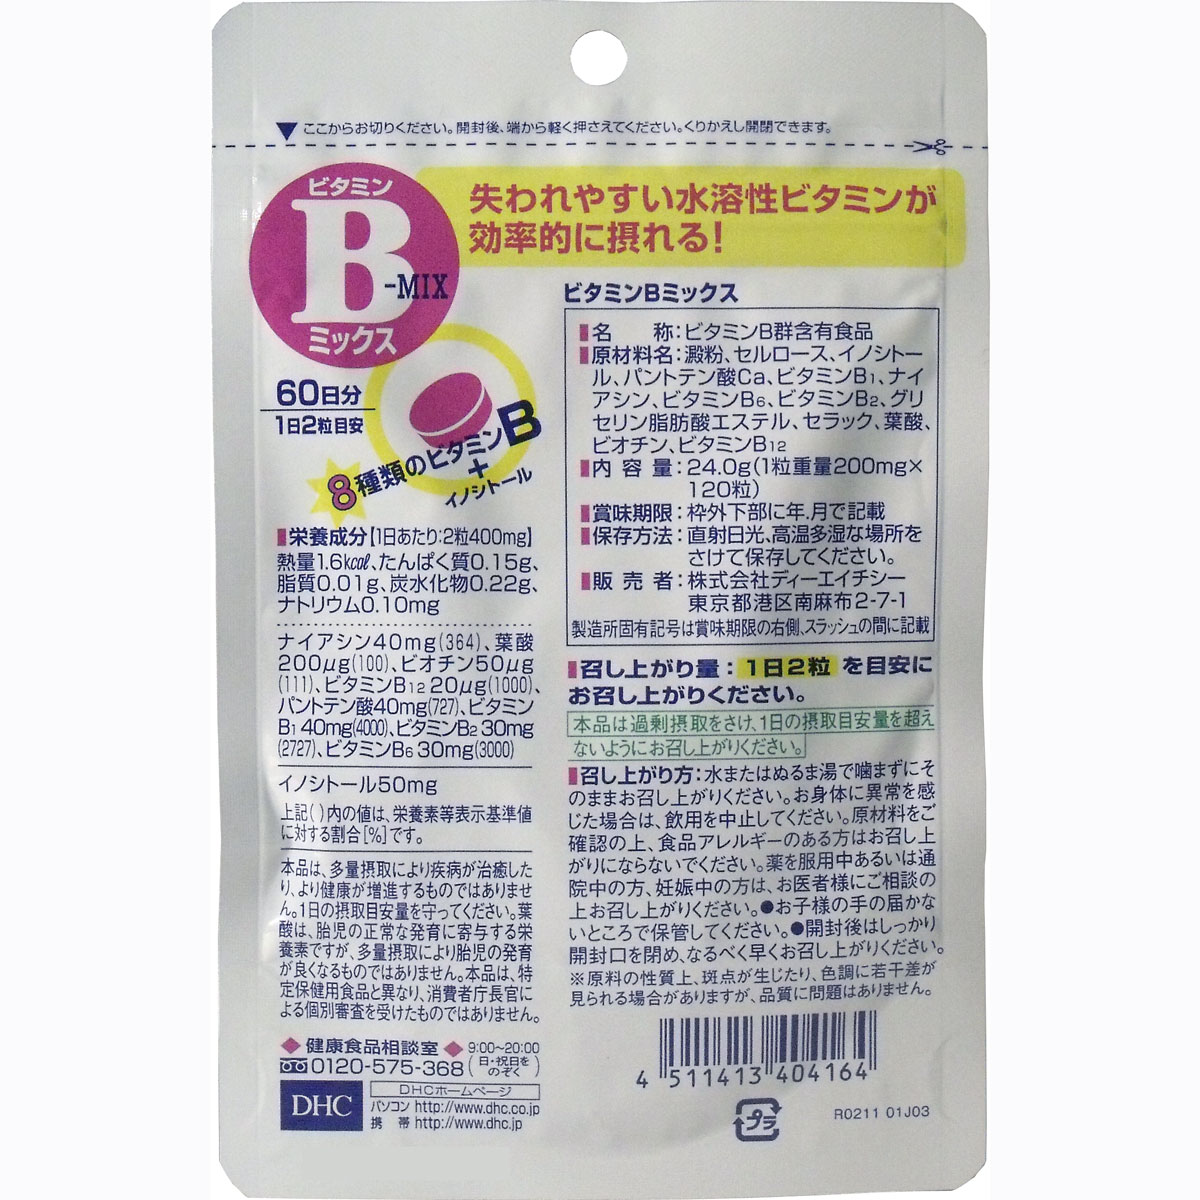 ▼ここからお切りください。開封後、端から軽く押さえてください。くりかえし開閉できます。
ビタミン
B
-MIX
ミックス
失われやすい水溶性ビタミンが
効率的に摂れる!
60日分
1日2粒目安
8種類のビタミンB
+
イノシトール
栄養成分[1日あたり:2粒400mg]
熱量1.6kcal、たんぱく質0.15g、
脂質0.01g、炭水化物0.22g、
ナトリウム0.10mg
ナイアシン40mg(364)、葉酸
200μg(100)、ビオチン50μg
(111)、ビタミンB12 20μg(1000)、
パントテン酸40mg(727)、ビタミン
B1 40mg(4000)、ビタミンB2 30mg
(2727)、ビタミンB6 30mg(3000)
イノシトール50mg
上記( )内の値は、栄養素等表示基準値
に対する割合[%]です。
本品は、多量摂取により疾病が治癒した
り、より健康が増進するものではありませ
ん。1日の摂取目安量を守ってください。葉
酸は、胎児の正常な発育に寄与する栄
養素ですが、多量摂取により胎児の発育
が良くなるものではありません。本品は、特
定保健用食品と異なり、消費者庁長官に
よる個別審査を受けたものではありません。
◆健康食品相談室◆
0120-575-368
9:00~20:00
(日・祝日を
のぞく)
DHC
DHCホームページ
パソコン http://www.dhc.co.jp
携 帯 http://www.dhc.jp
ビタミンBミックス
名 称:ビタミンB群含有食品
原材料名:澱粉、セルロース、イノシトー
ル、パントテン酸Ca、ビタミンB1、ナイ
アシン、ビタミンB6、ビタミンB2、グリ
セリン脂肪酸エステル、セラック、葉酸、
ビオチン、ビタミンB12
内 容 量:24.0g(1粒重量200mg×
120粒)
賞味期限:枠外下部に年.月で記載
保存方法:直射日光、高温多湿な場所を
さけて保存してください。
販 売 者:株式会社ディーエイチシー
東京都港区南麻布2-7-1
製造所固有記号は賞味期限の右側、スラッシュの間に記載
召し上がり量:1日2粒 を目安に
お召し上がりください。
本品は過剰摂取をさけ、1日の摂取目安量を超え
ないようにお召し上がりください。
召し上がり方:水またはぬるま湯で噛まずにそ
のままお召し上がりください。お身体に異常を感
じた場合は、飲用を中止してください。原材料をご
確認の上、食品アレルギーのある方はお召し上
がりにならないでください。薬を服用中あるいは通
院中の方、妊娠中の方は、お医者様にご相談の
上お召し上がりください。●お子様の手の届かな
いところで保管してください。●開封後はしっかり
開封口を閉め、なるべく早くお召し上がりください。
※原料の性質上、斑点が生じたり、色調に若干差が
見られる場合がありますが、品質に問題はありません。
4 511413 404164
プラ
R0211 01J03